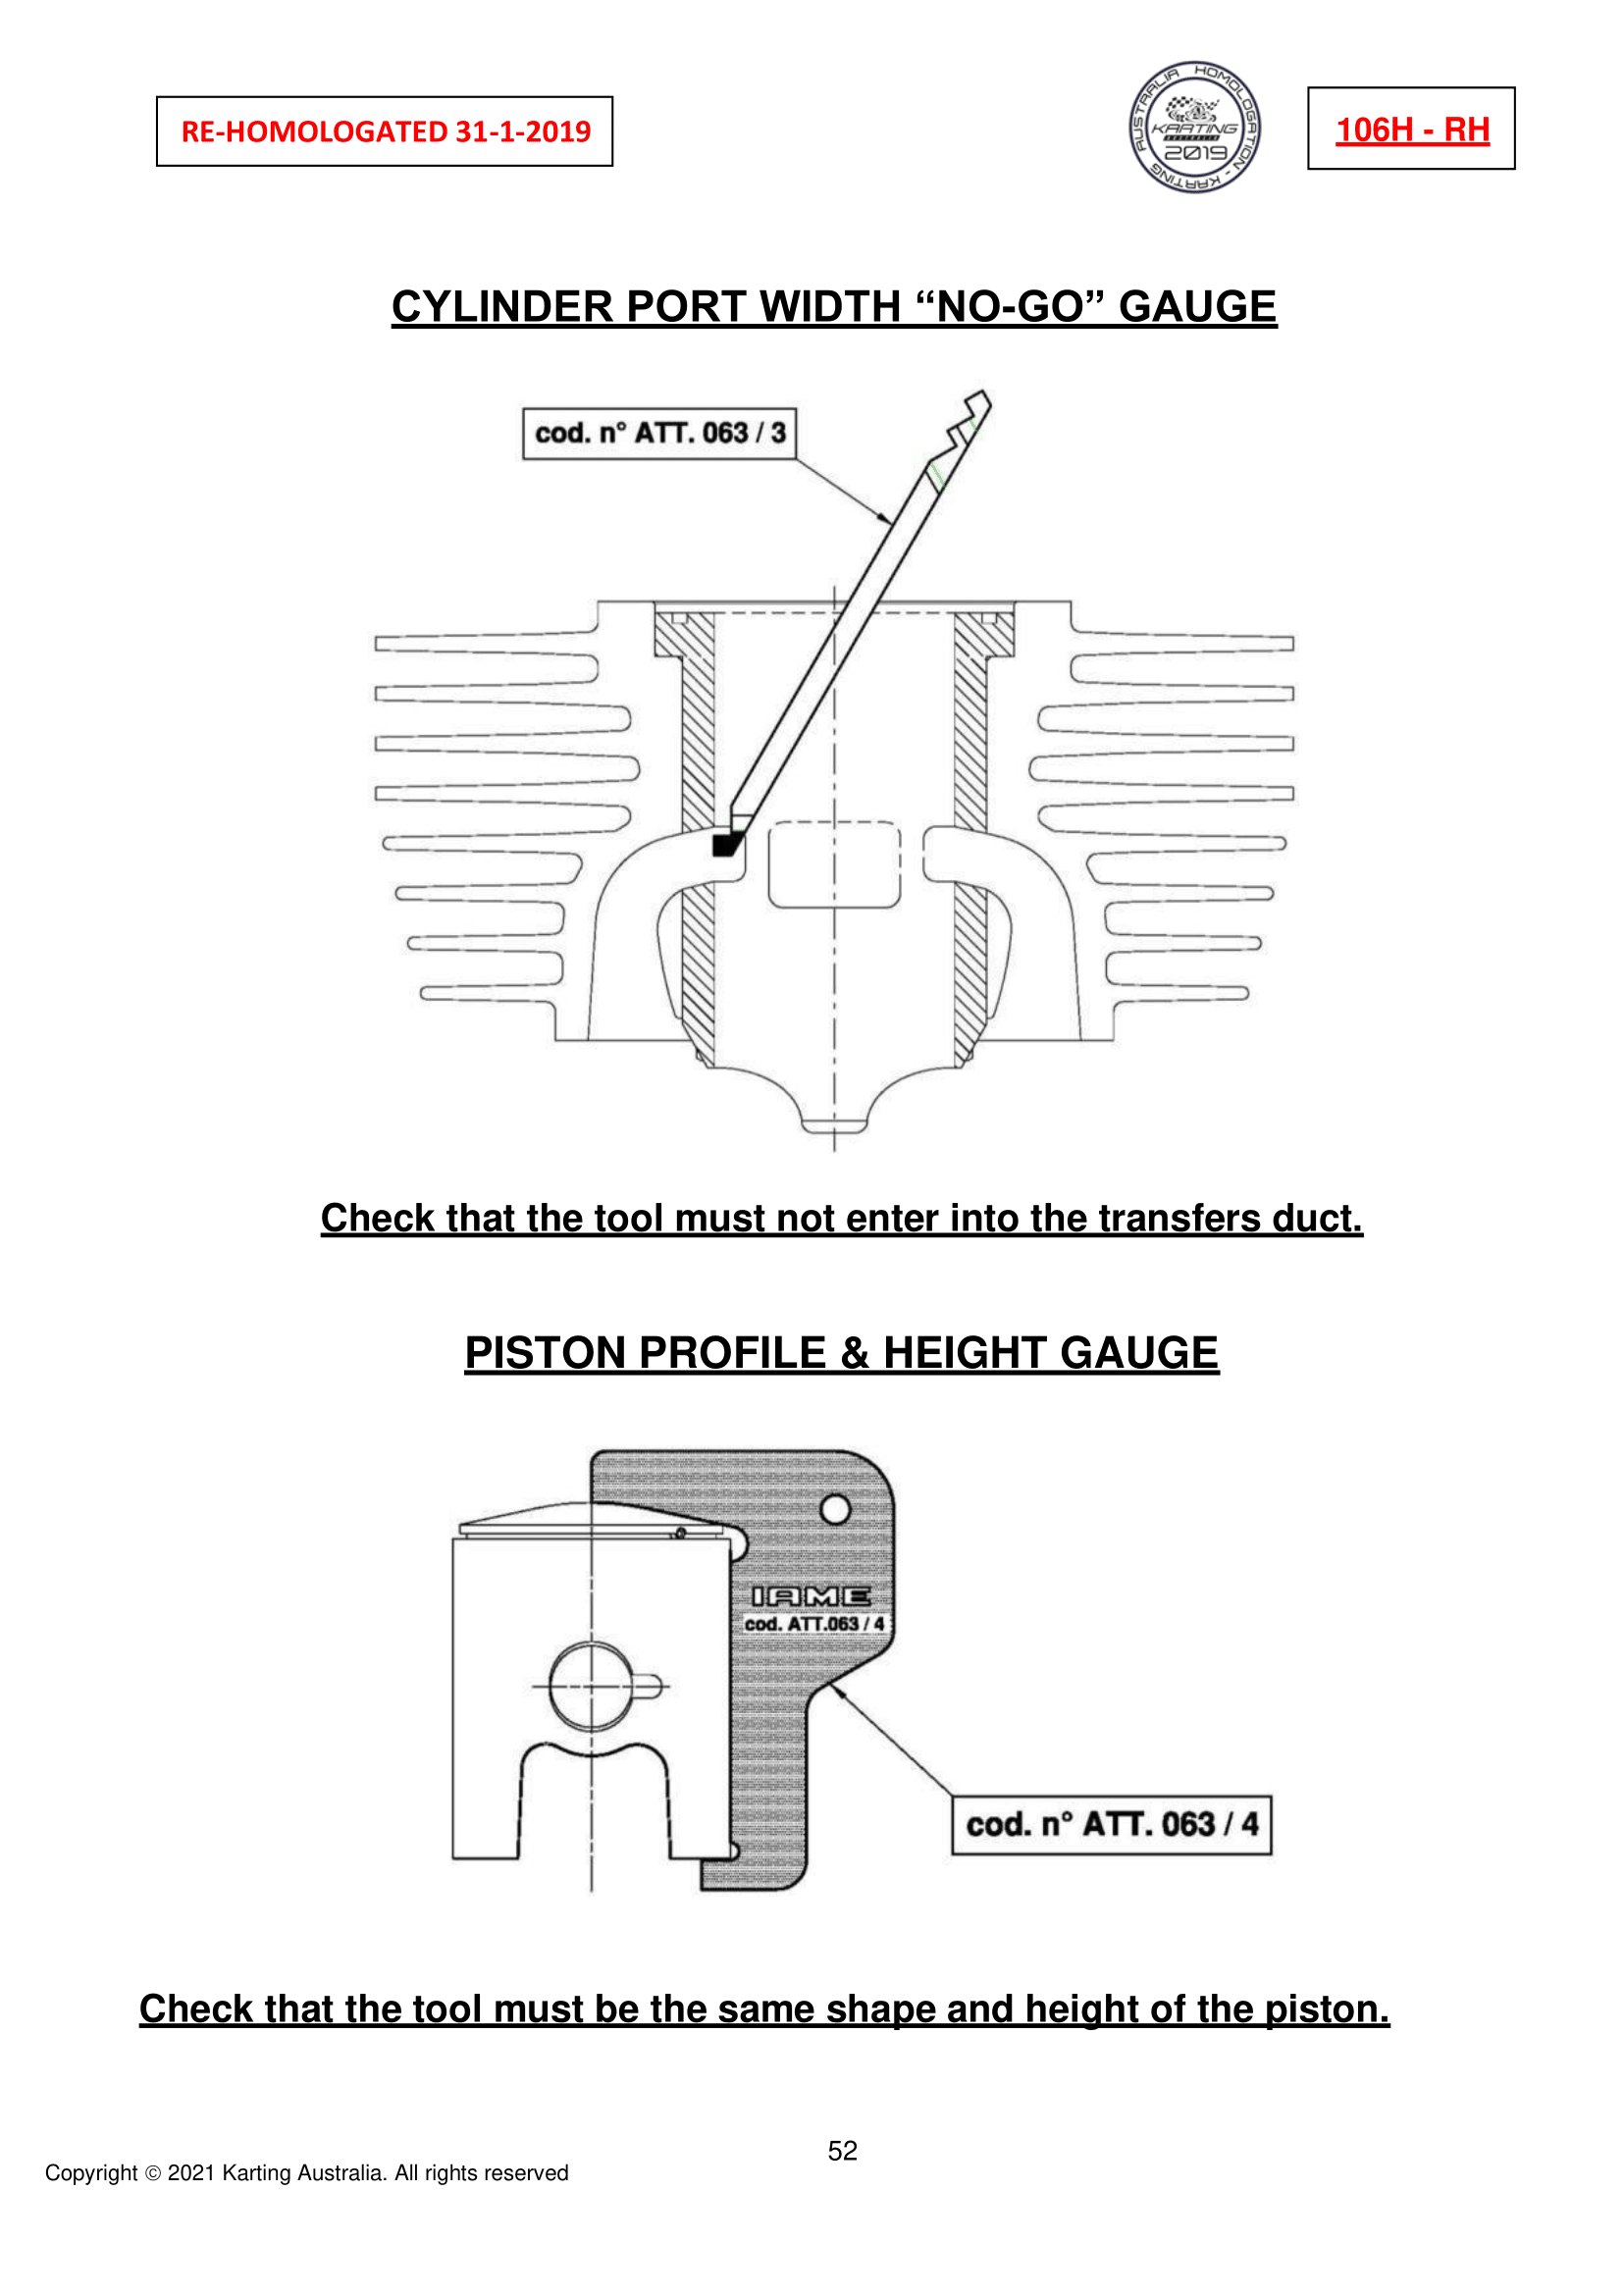 RE-HOMOLOGATED 31-1-2019
AUSTRALIA HOMOLOGATION - KARTING
KARTING
AUSTRALIA
2019
106H - RH
CYLINDER PORT WIDTH “NO-GO” GAUGE
cod. n° ATT. 063 / 3
Check that the tool must not enter into the transfers duct.
PISTON PROFILE & HEIGHT GAUGE
IAME
cod. ATT.063 / 4
cod. n° ATT. 063 / 4
Check that the tool must be the same shape and height of the piston.
52
Copyright © 2021 Karting Australia. All rights reserved